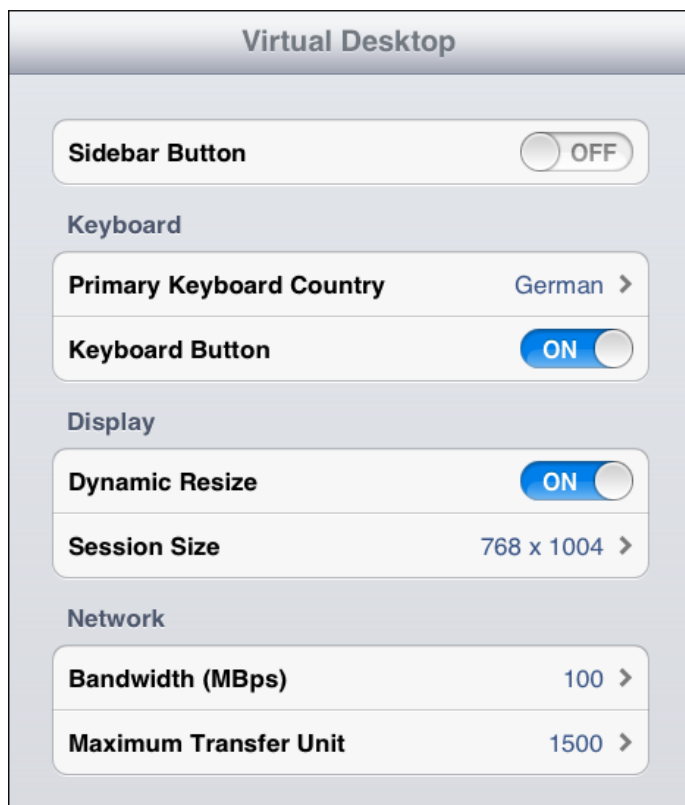 Virtual Desktop
Sidebar Button OFF
Keyboard
Primary Keyboard Country German
Keyboard Button ON
Display
Dynamic Resize ON
Session Size 768 x 1004
Network
Bandwidth (MBps) 100
Maximum Transfer Unit 1500